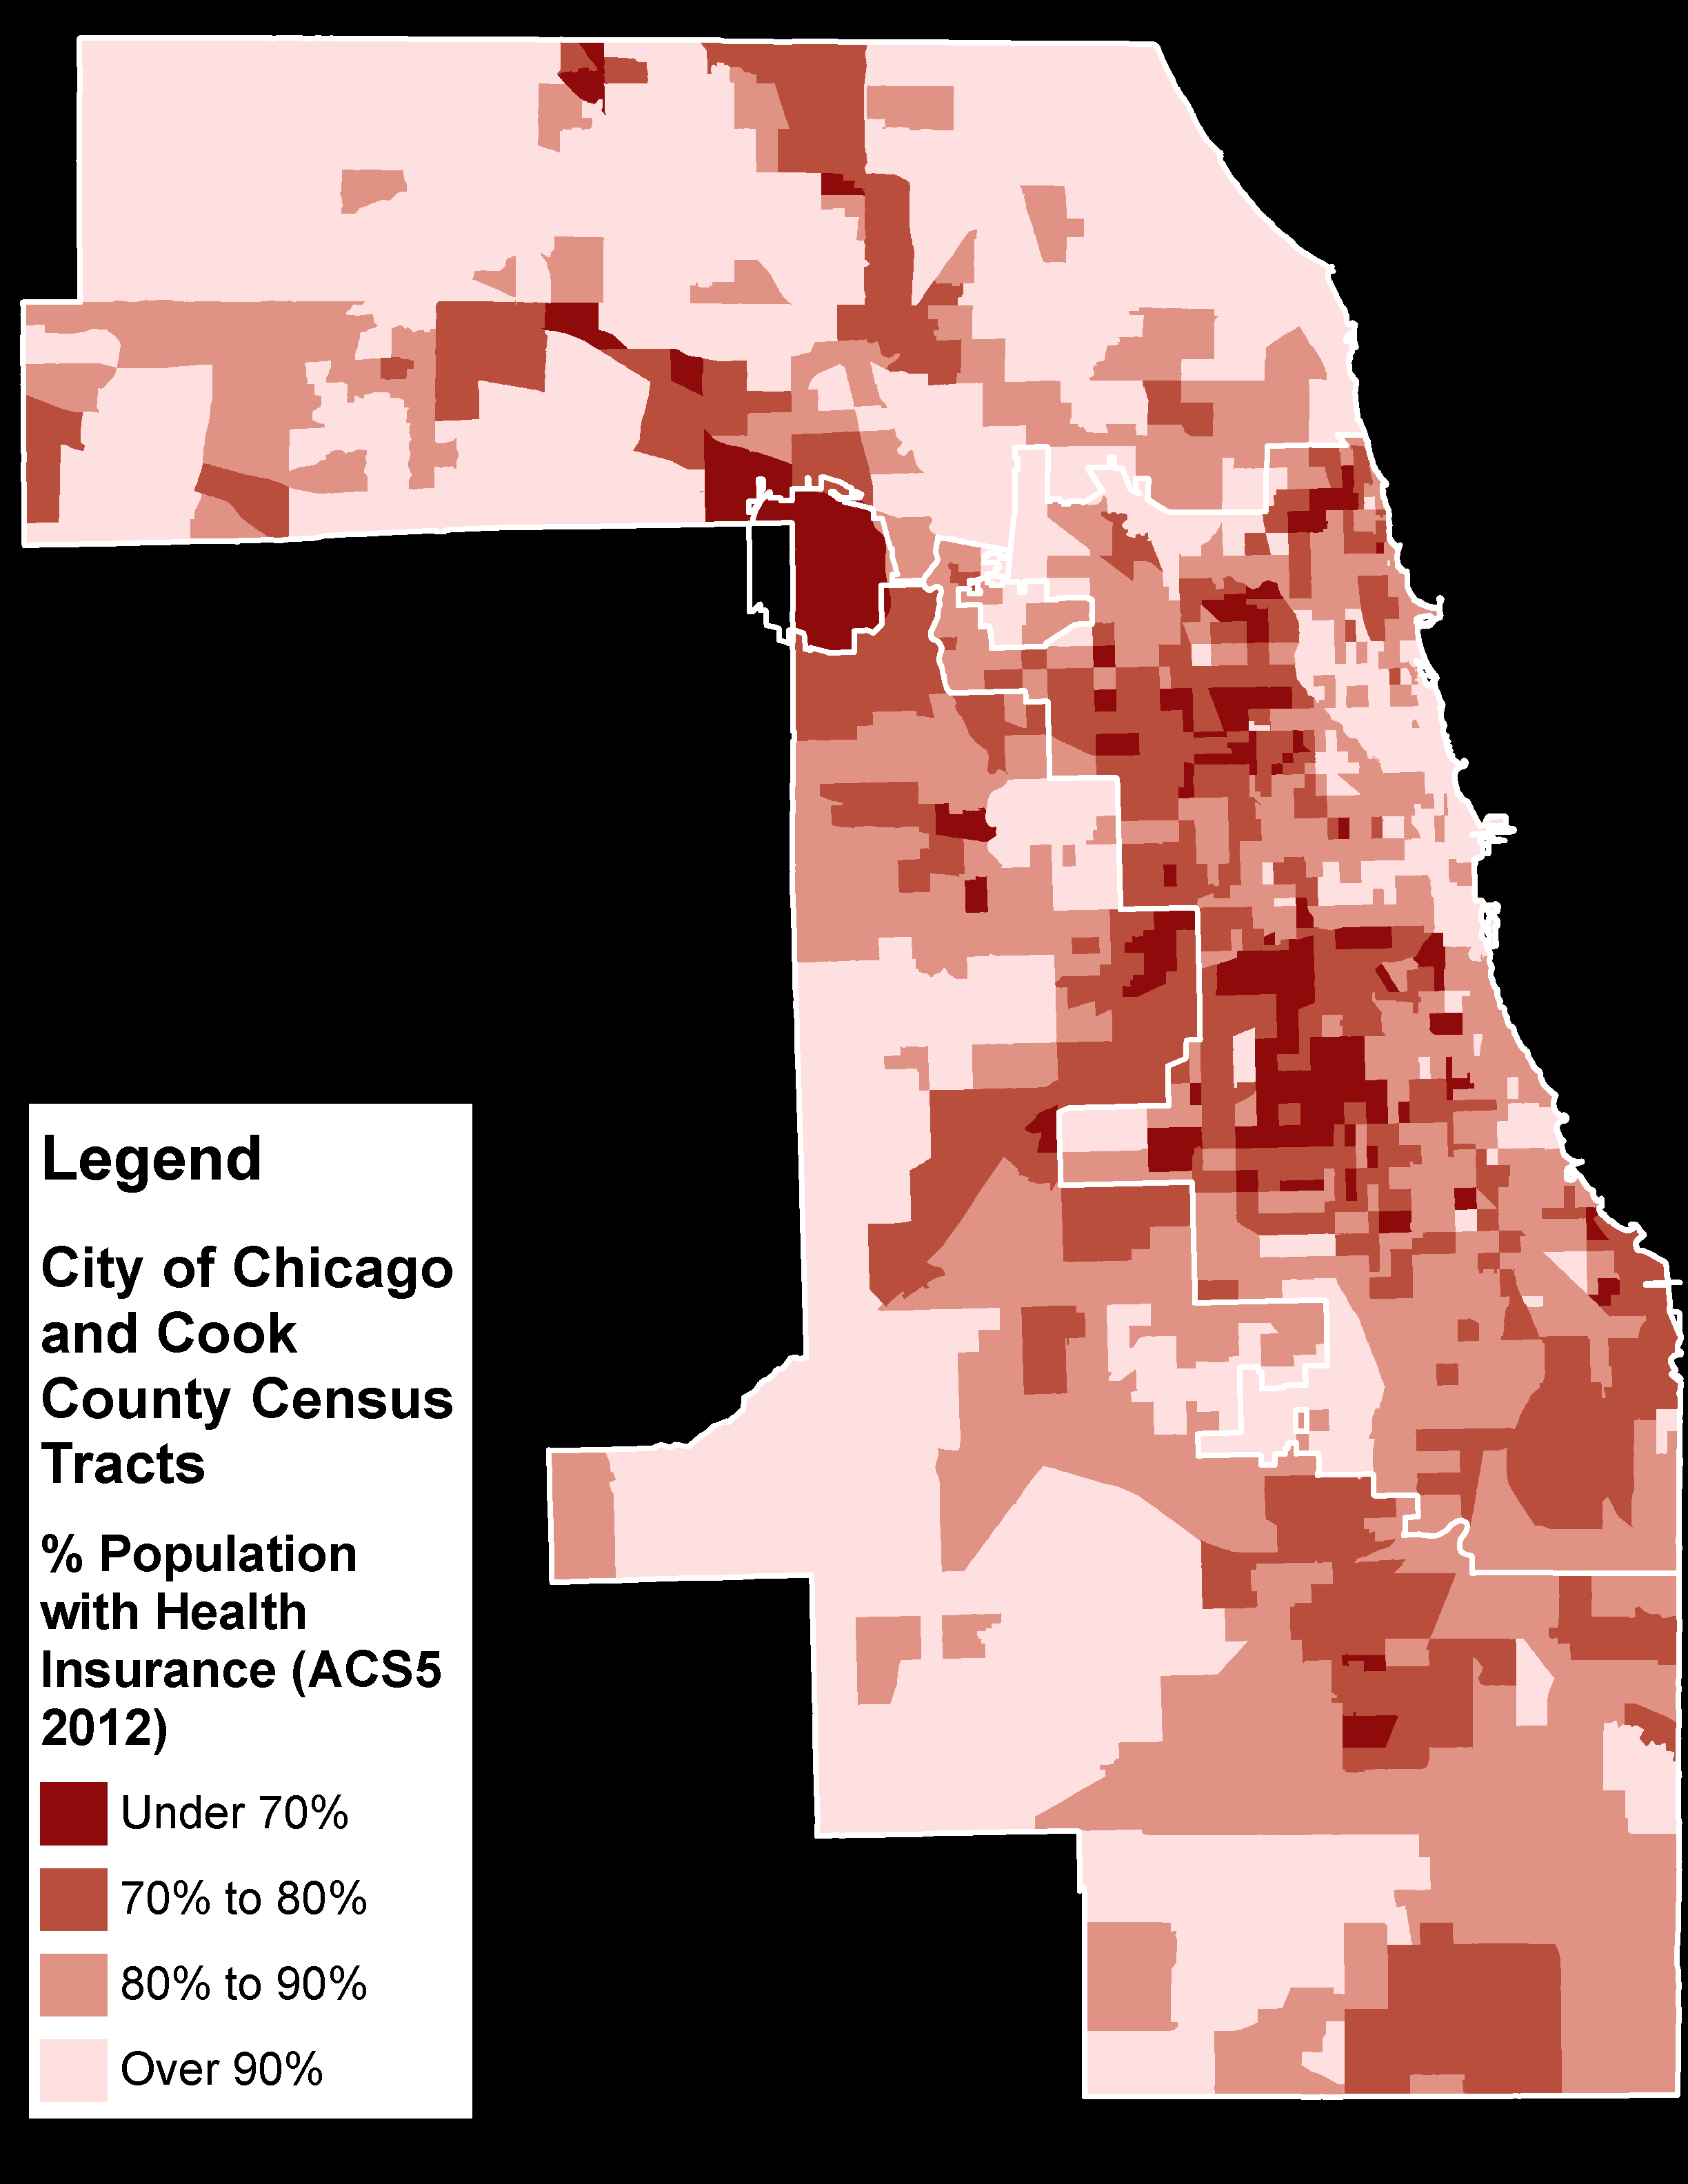 Legend
City of Chicago
and Cook
County Census
Tracts
% Population
with Health
Insurance (ACS5
2012)
Under 70%
70% to 80%
80% to 90%
Over 90%